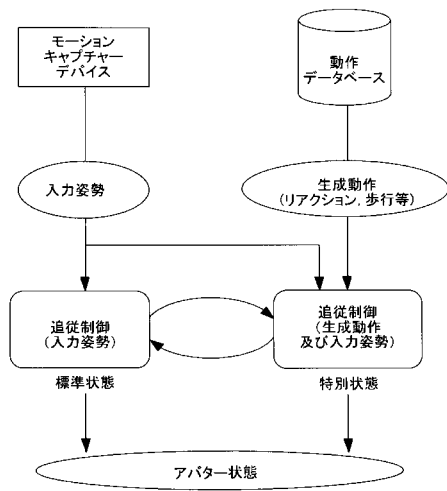 モーション
キャプチャー
デバイス
動作
データベース
入力姿勢
生成動作
(リアクション, 歩行等)
追従制御
(入力姿勢)
追従制御
(生成動作
及び入力姿勢)
標準状態
特別状態
アバター状態